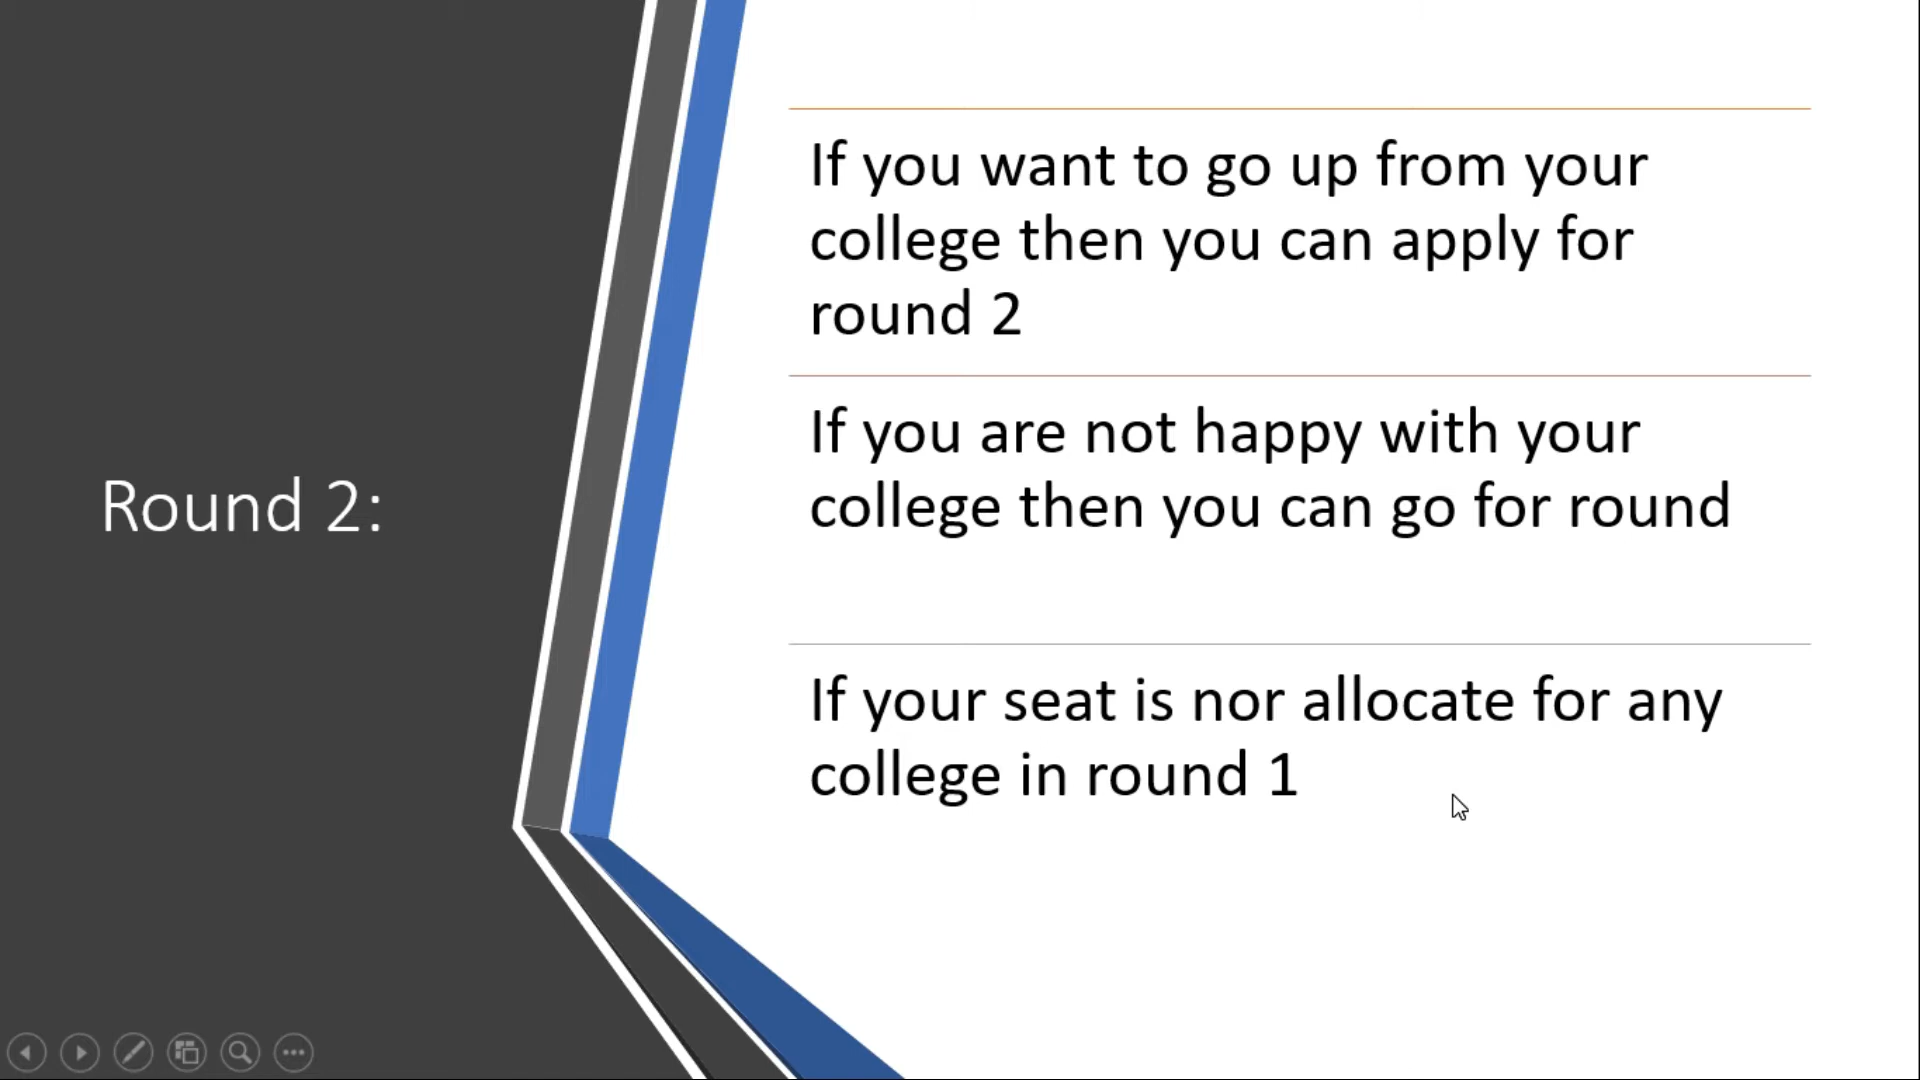 Round 2:
If you want to go up from your
college then you can apply for
round 2
If you are not happy with your
college then you can go for round
If your seat is nor allocate for any
college in round 1